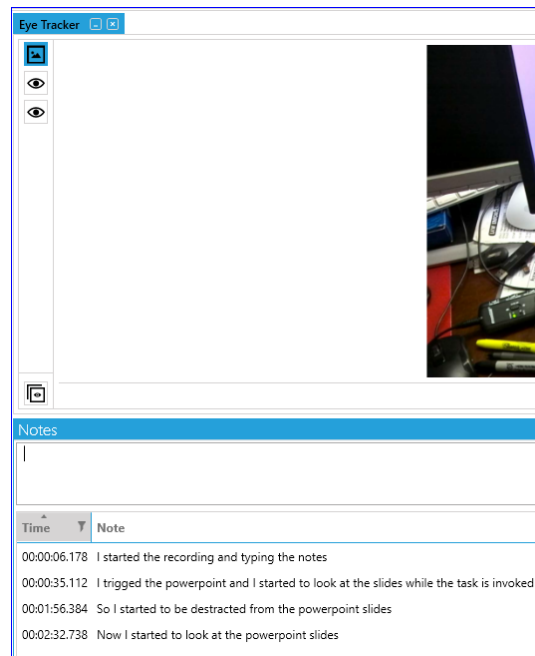 Eye Tracker
Notes
Time Note
00:00:06.178 I started the recording and typing the notes
00:00:35.112 I trigged the powerpoint and I started to look at the slides while the task is invoked
00:01:56.384 So I started to be destracted from the powerpoint slides
00:02:32.738 Now I started to look at the powerpoint slides